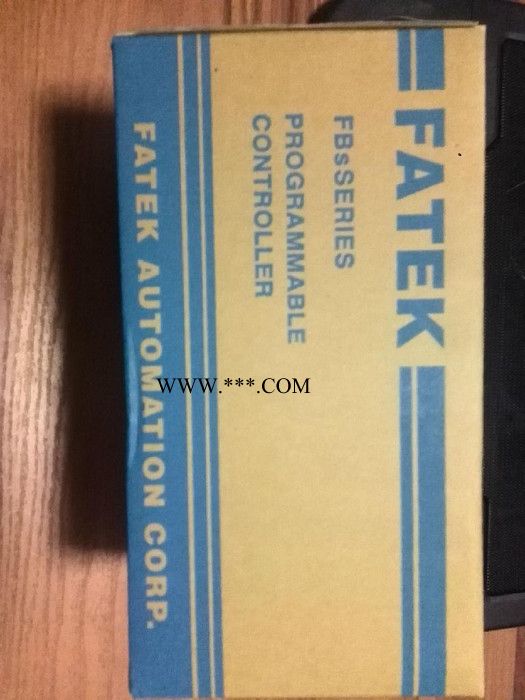 FATEK
FBsSERIES
PROGRAMMABLE
CONTROLLER
FATEK AUTOMATION CORP.
WWW.***.COM